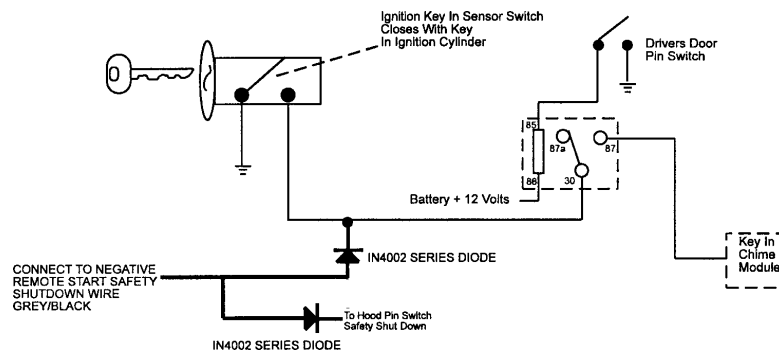 Ignition Key In Sensor Switch
Closes With Key
In Ignition Cylinder
Drivers Door
Pin Switch
85
87a
87
86
30
Battery + 12 Volts
Key In
Chime
Module
IN4002 SERIES DIODE
CONNECT TO NEGATIVE
REMOTE START SAFETY
SHUTDOWN WIRE
GREY/BLACK
To Hood Pin Switch
Safety Shut Down
IN4002 SERIES DIODE